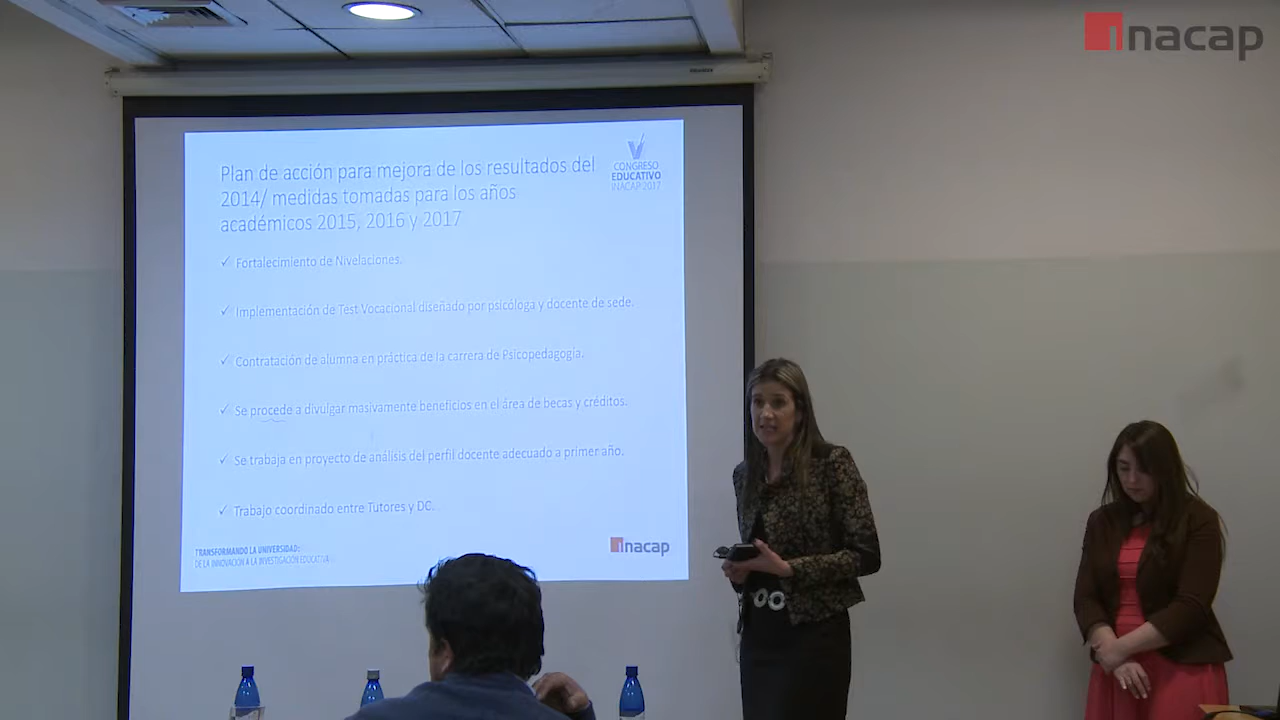 inacap
CONGRESO
EDUCATIVO
INACAP 2017
Plan de acción para mejora de los resultados del
2014/ medidas tomadas para los años
académicos 2015, 2016 y 2017
✓ Fortalecimiento de Nivelaciones.
✓ Implementación de Test Vocacional diseñado por psicóloga y docente de sede.
✓ Contratación de alumna en práctica de la carrera de Psicopedagogía.
✓ Se procede a divulgar masivamente beneficios en el área de becas y créditos.
✓ Se trabaja en proyecto de análisis del perfil docente adecuado a primer año.
✓ Trabajo coordinado entre Tutores y DC.
TRANSFORMANDO LA UNIVERSIDAD:
DE LA INNOVACIÓN A LA INVESTIGACIÓN EDUCATIVA
inacap